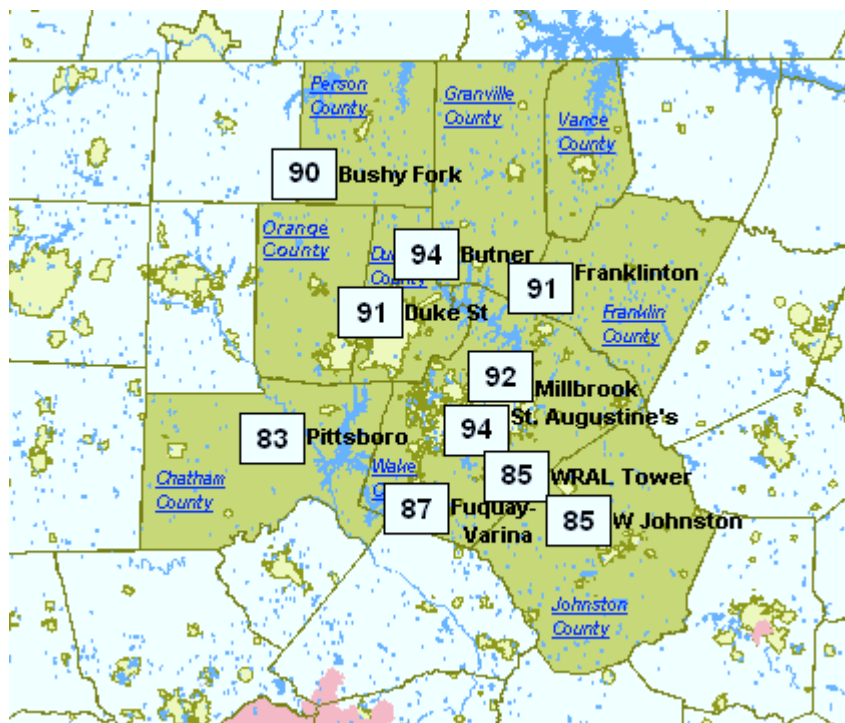 Person
County
Granville
County
Vance
County
90
Bushy Fork
Orange
County
94
Butner
County
91
Franklinton
91
Duke St
Franklin
County
92
Millbrook
94
St. Augustine's
83
Pittsboro
Chatham
County
Wake
85
WRAL Tower
87
Fuquay-
Varina
85
W Johnston
Johnston
County